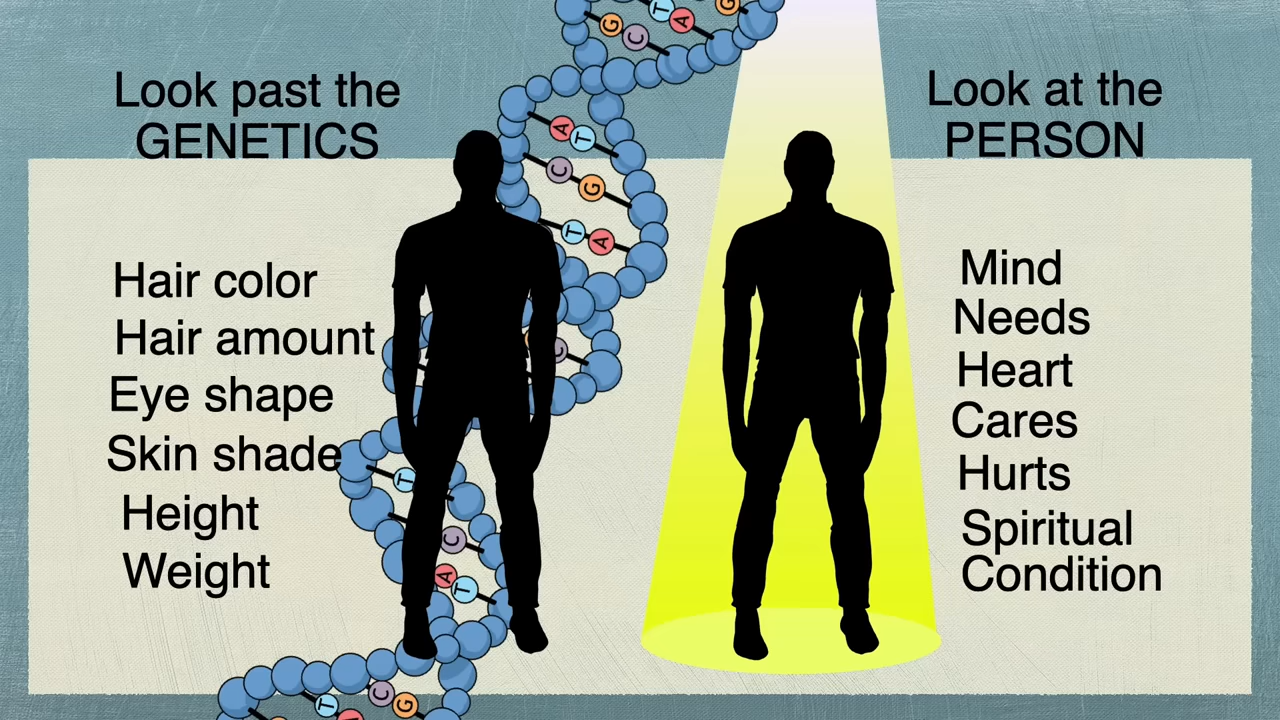 Look past the
GENETICS
Hair color
Hair amount
Eye shape
Skin shade
Height
Weight
G
C
T
A
G
A
T
C
G
T
A
C
T
C
A
T
T
C
A
G
Look at the
PERSON
Mind
Needs
Heart
Cares
Hurts
Spiritual
Condition